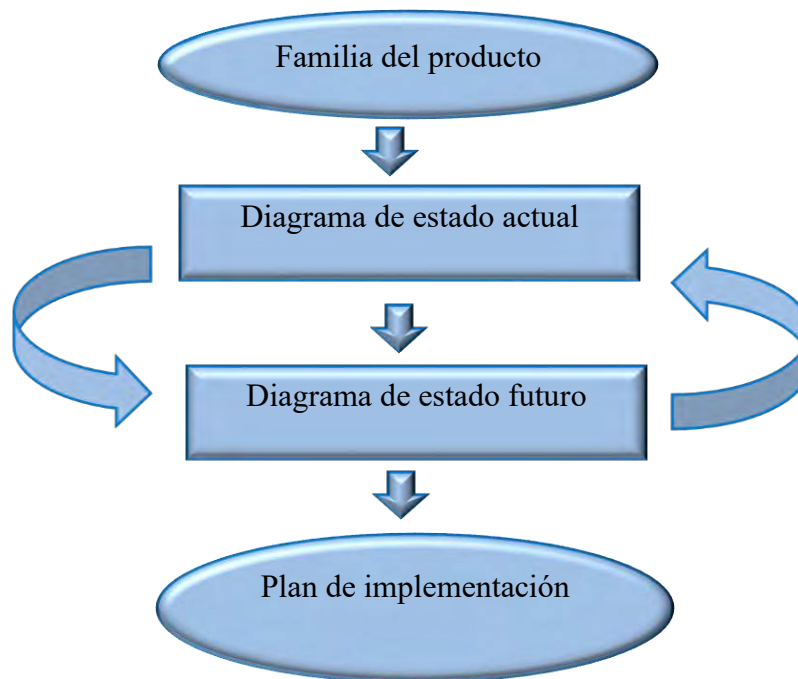 Familia del producto
Diagrama de estado actual
Diagrama de estado futuro
Plan de implementación